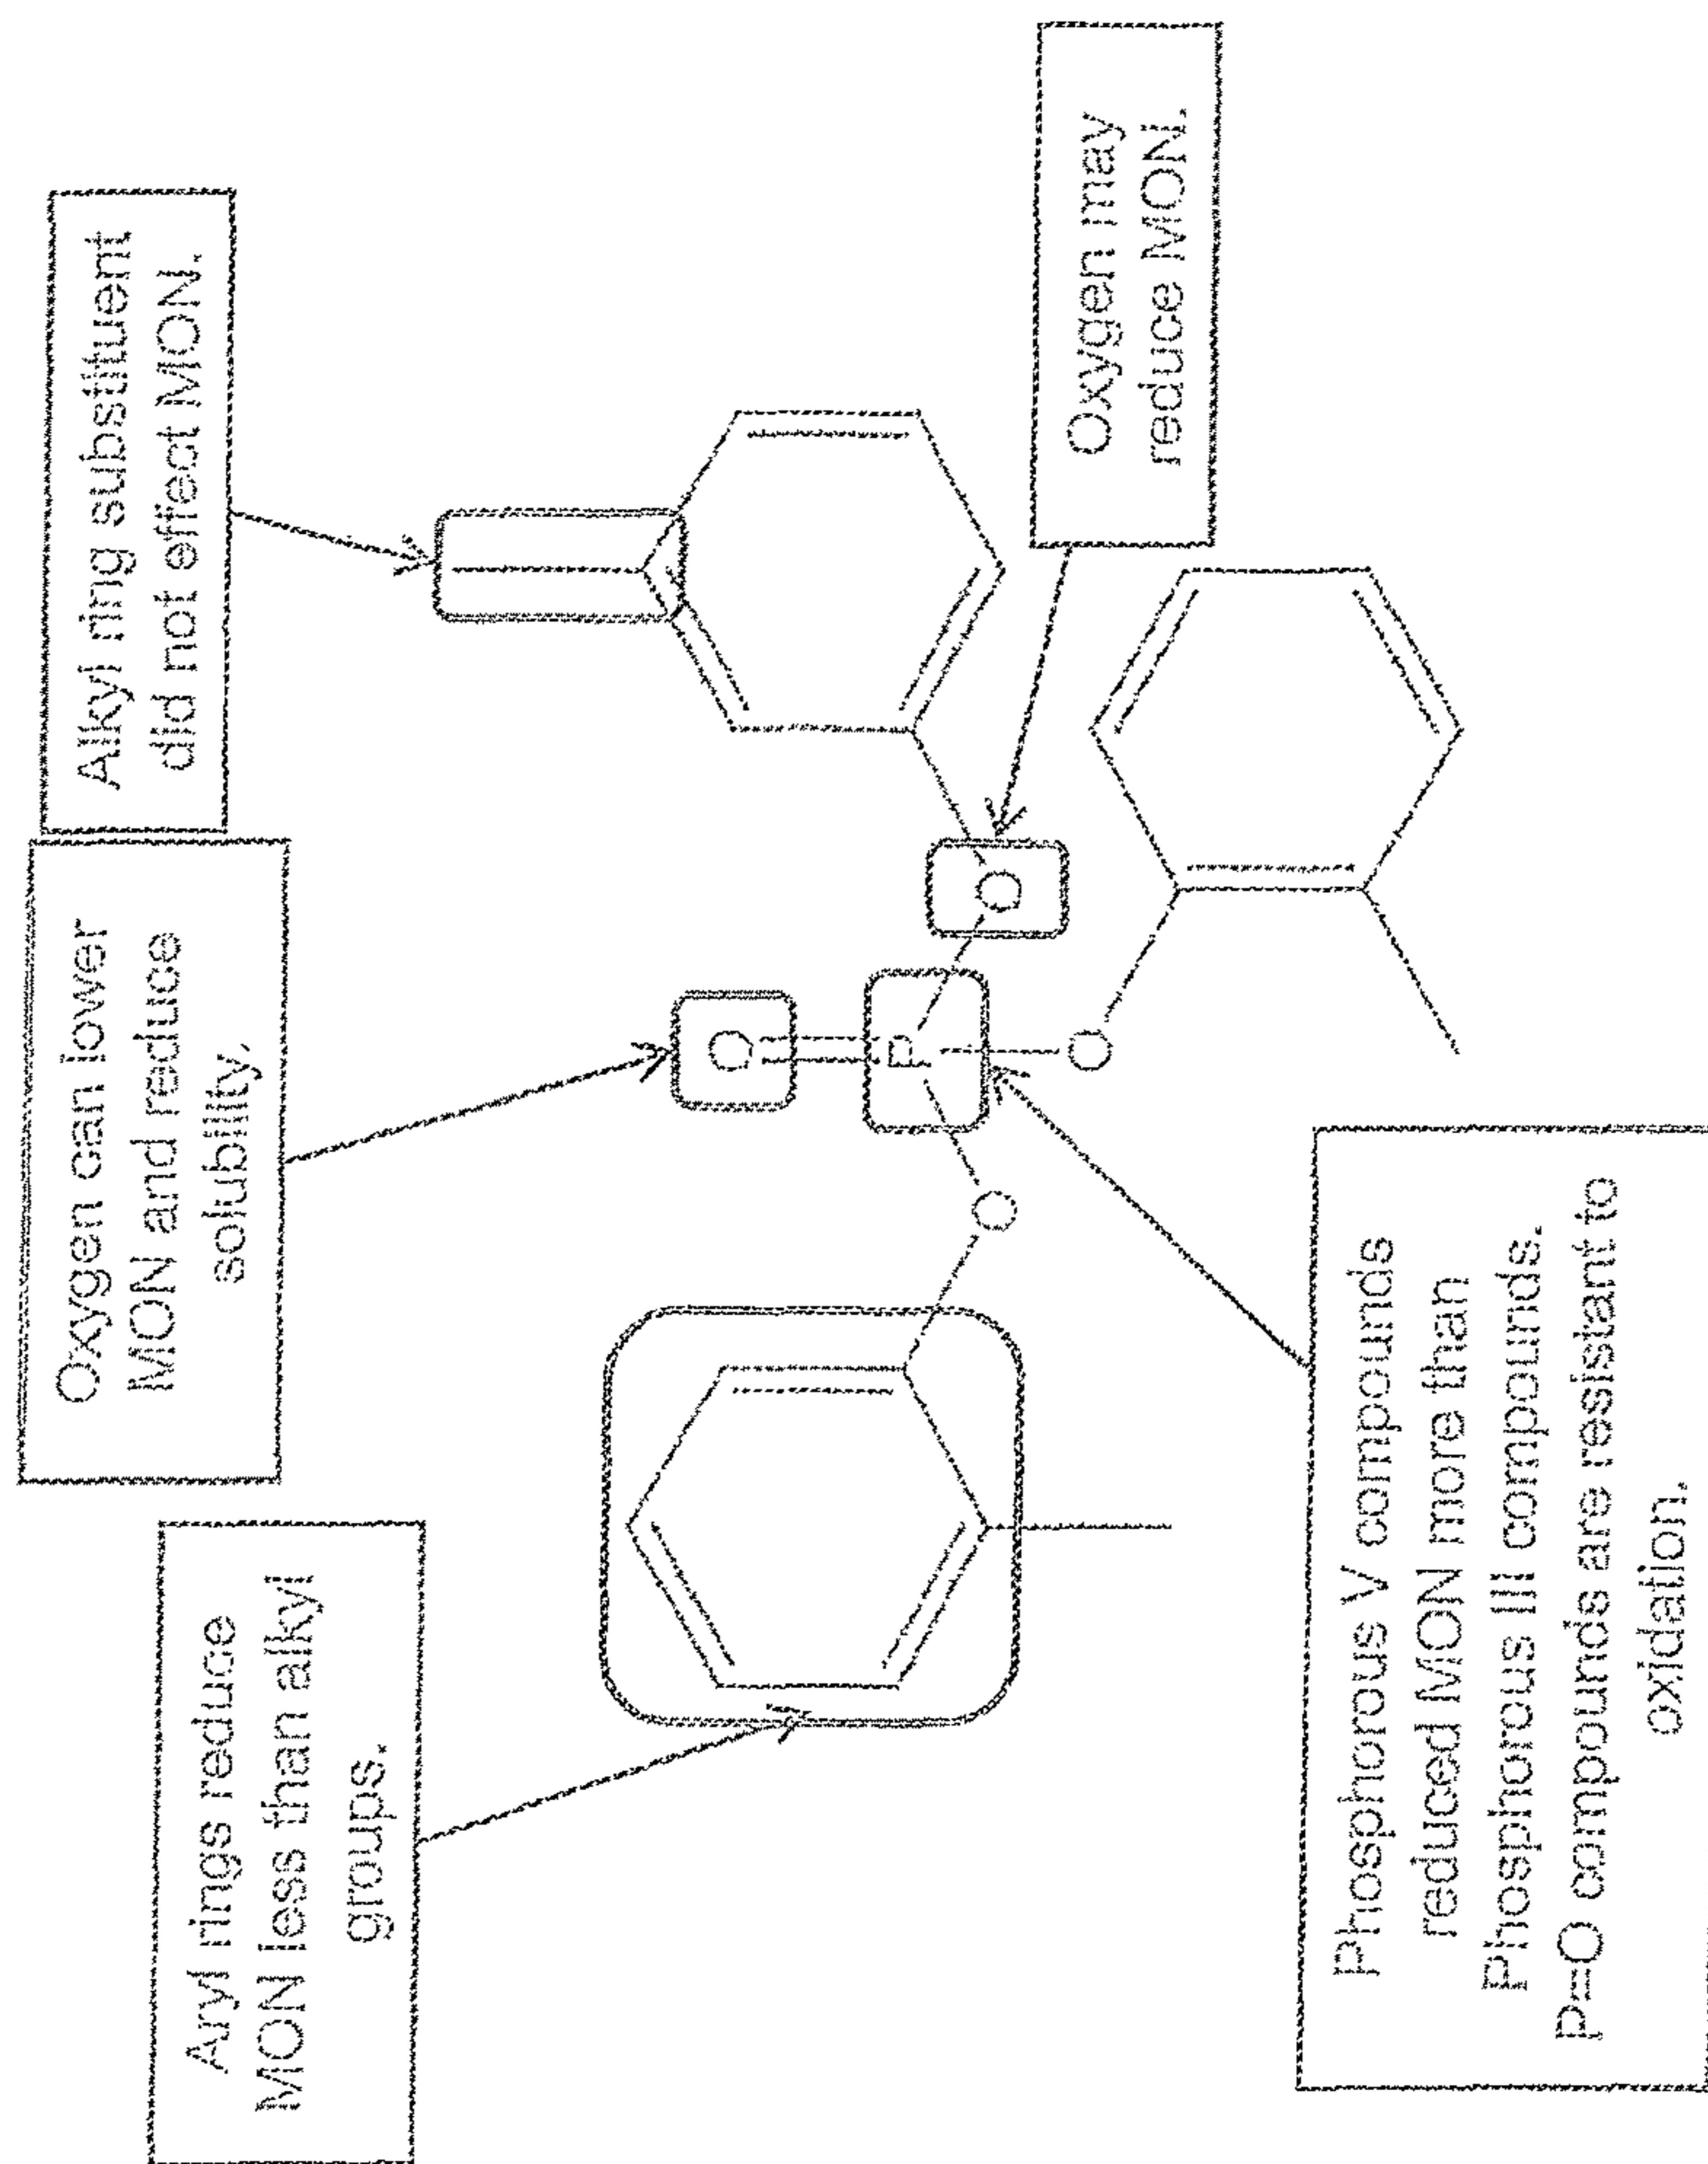 Aryl rings reduce
MON less than alkyl
groups.
Oxygen can lower
MON and reduce
solubility.
Alkyl ring substituent
did not effect MON.
O
P
O
O
O
Oxygen may
reduce MON.
Phosphorous V compounds
reduced MON more than
Phosphorous III compounds.
P=O compounds are resistant to
oxidation.